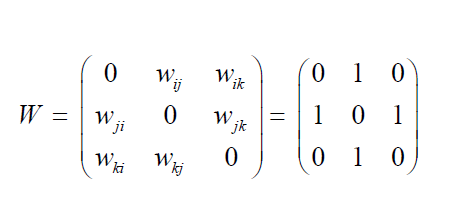 W = ( 0 w_ij w_ik ) = ( 0 1 0 )
( w_ji 0 w_jk ) ( 1 0 1 )
( w_ki w_kj 0 ) ( 0 1 0 )